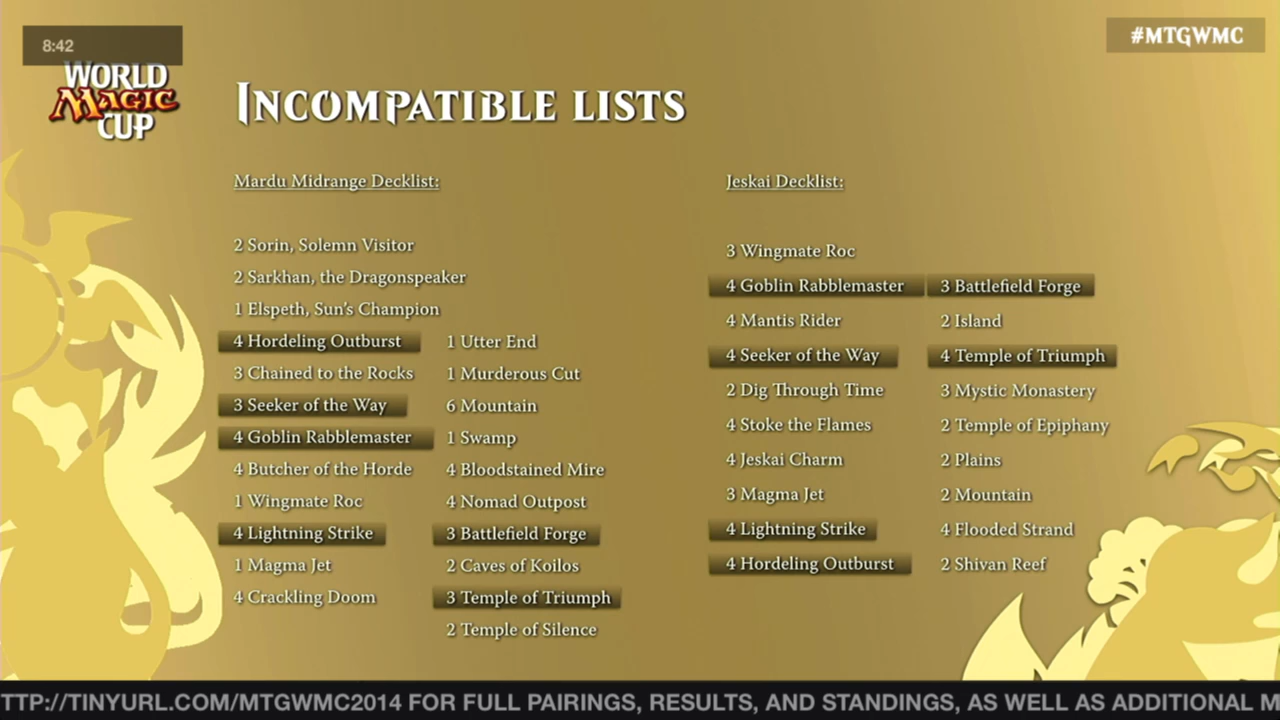 8:42
#MTGWMC
WORLD
MAGIC
CUP
INCOMPATIBLE LISTS
Mardu Midrange Decklist:
2 Sorin, Solemn Visitor
2 Sarkhan, the Dragonspeaker
1 Elspeth, Sun's Champion
4 Hordeling Outburst
3 Chained to the Rocks
3 Seeker of the Way
4 Goblin Rabblemaster
4 Butcher of the Horde
1 Wingmate Roc
4 Lightning Strike
1 Magma Jet
4 Crackling Doom
1 Utter End
1 Murderous Cut
6 Mountain
1 Swamp
4 Bloodstained Mire
4 Nomad Outpost
3 Battlefield Forge
2 Caves of Koilos
3 Temple of Triumph
2 Temple of Silence
Jeskai Decklist:
3 Wingmate Roc
4 Goblin Rabblemaster
4 Mantis Rider
4 Seeker of the Way
2 Dig Through Time
4 Stoke the Flames
4 Jeskai Charm
3 Magma Jet
4 Lightning Strike
4 Hordeling Outburst
3 Battlefield Forge
2 Island
4 Temple of Triumph
3 Mystic Monastery
2 Temple of Epiphany
2 Plains
2 Mountain
4 Flooded Strand
2 Shivan Reef
TTP://TINYURL.COM/MTGWMC2014 FOR FULL PAIRINGS, RESULTS, AND STANDINGS, AS WELL AS ADDITIONAL M